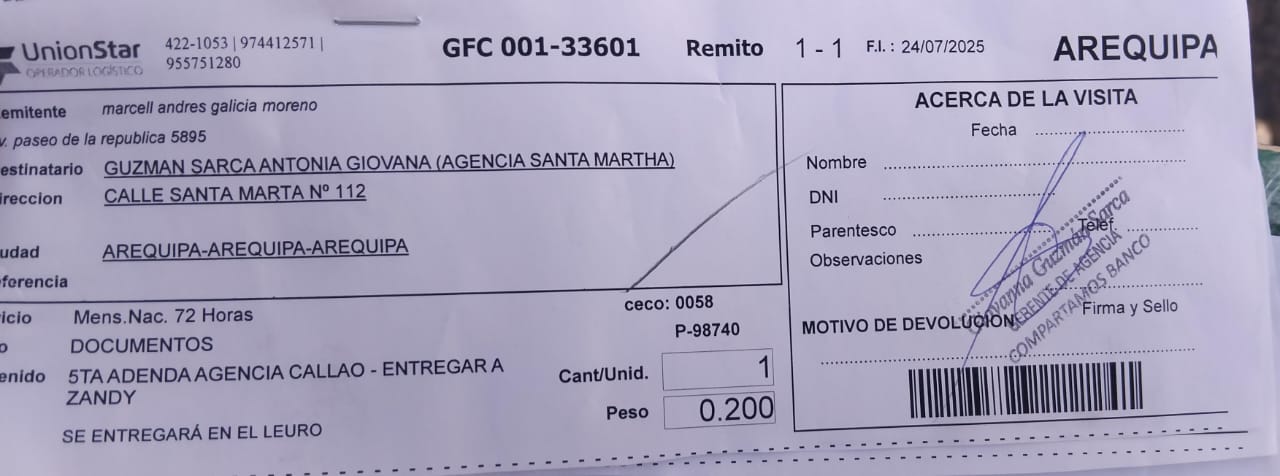 UnionStar
OPERADOR LOGÍSTICO
422-1053 | 974412571 |
955751280
GFC 001-33601 Remito 1 - 1 F.I. : 24/07/2025 AREQUIPA
emitente marcell andres galicia moreno
v. paseo de la republica 5895
estinatario GUZMAN SARCA ANTONIA GIOVANA (AGENCIA SANTA MARTHA)
ireccion CALLE SANTA MARTA Nº 112
udad AREQUIPA-AREQUIPA-AREQUIPA
eferencia
icio Mens.Nac. 72 Horas
o DOCUMENTOS
enido 5TA ADENDA AGENCIA CALLAO - ENTREGAR A
ZANDY
SE ENTREGARÁ EN EL LEURO
ceco: 0058
P-98740
Cant/Unid. 1
Peso 0.200
ACERCA DE LA VISITA
Fecha
Nombre
DNI
Parentesco Telef
Observaciones
Firma y Sello
MOTIVO DE DEVOLUCION
Giovanna Guzmán Sarca
GERENTE DE AGENCIA
COMPARTAMOS BANCO